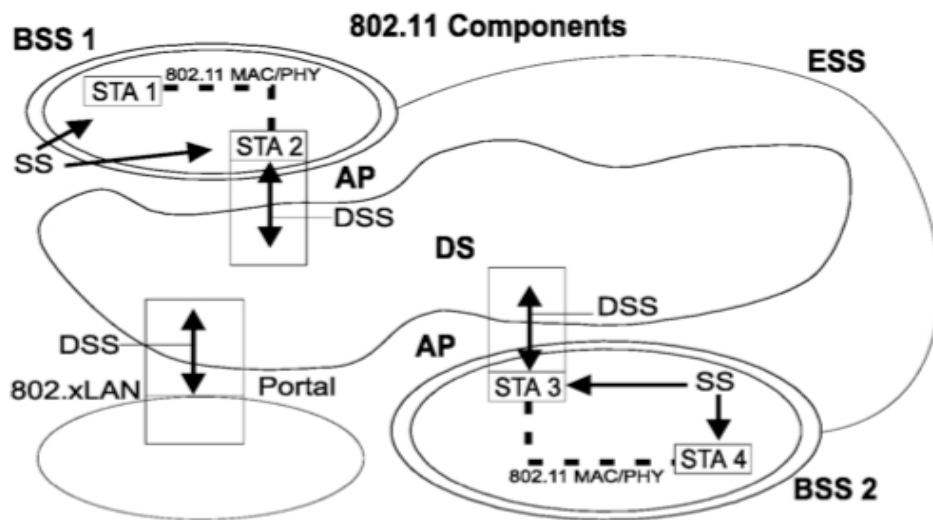 802.11 Components
BSS 1
ESS
802.11 MAC/PHY
STA 1
STA 2
SS
AP
DSS
DS
DSS
DSS
AP
802.xLAN
Portal
STA 3
SS
STA 4
802.11 MAC/PHY
BSS 2